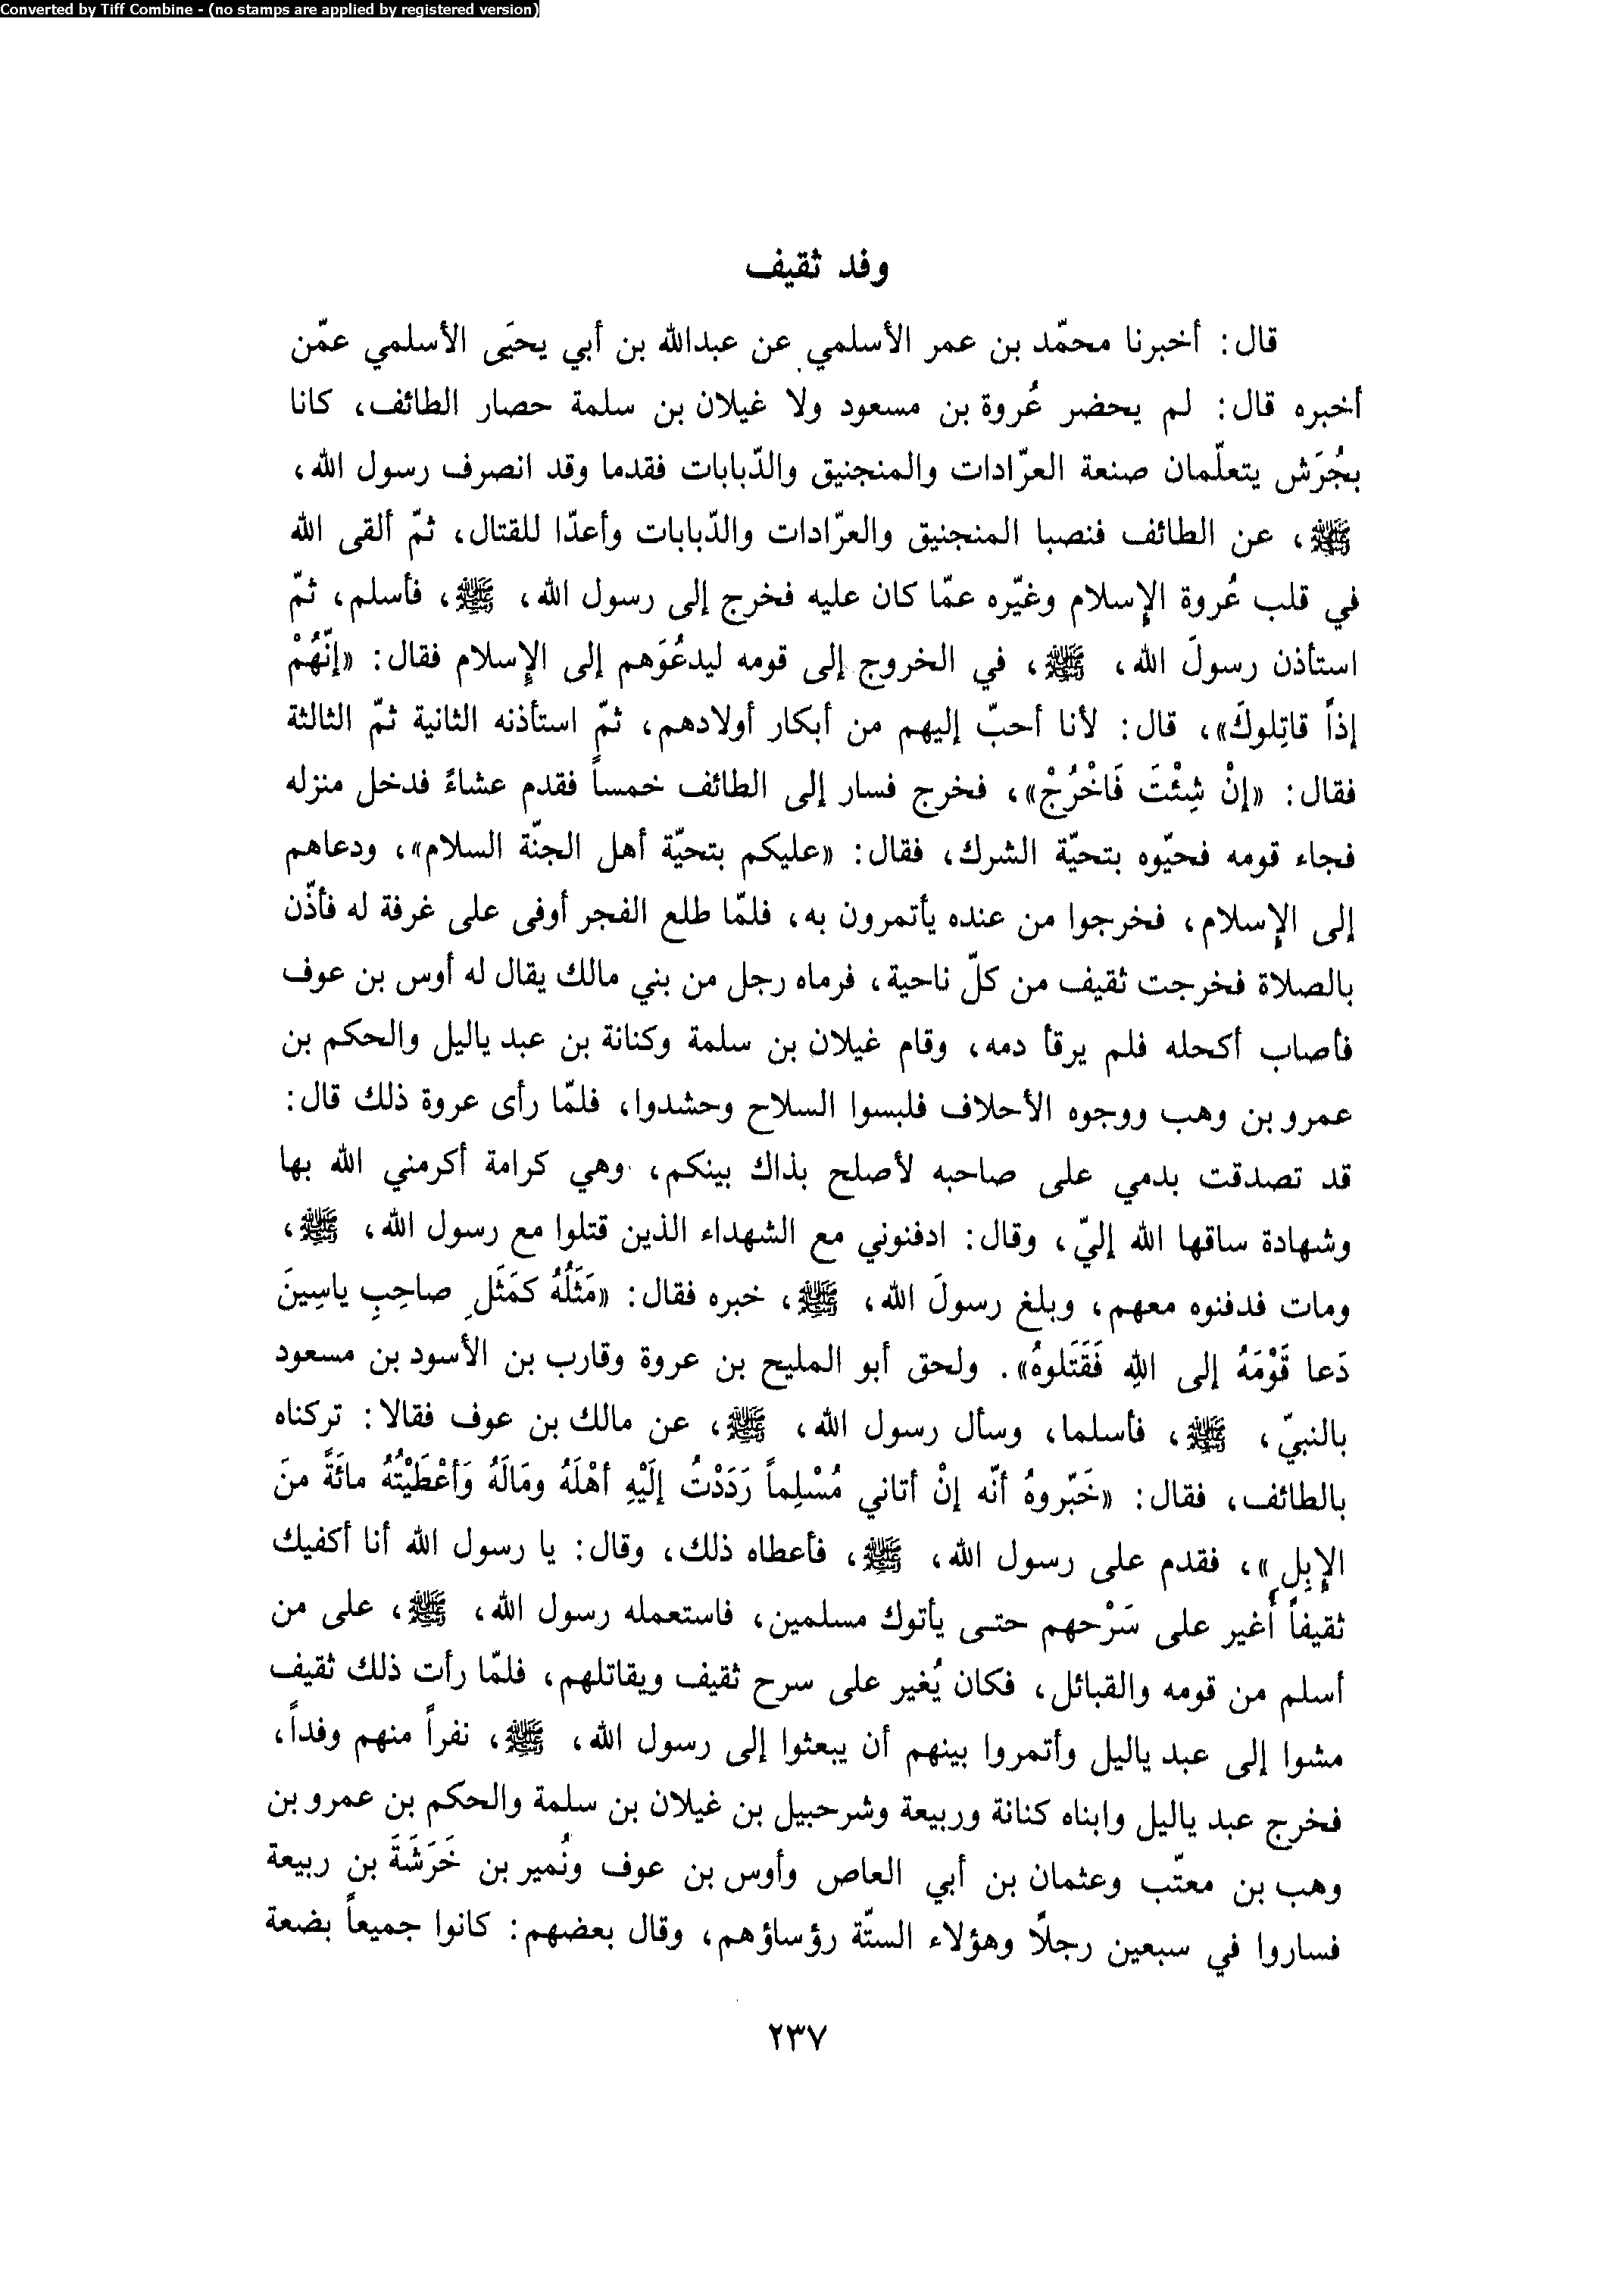 Converted by Tiff Combine - (no stamps are applied by registered version)
وفد ثقيف
قال: أخبرنا محمّد بن عمر الأسلمي عن عبدالله بن أبي يحيَى الأسلمي عمّن
أخبره قال: لم يحضر عُروة بن مسعود ولا غيلان بن سلمة حصار الطائف، كانا
بجُرَش يتعلّمان صنعة العرّادات والمنجنيق والدّبابات فقدما وقد انصرف رسول الله،
ﷺ، عن الطائف فنصبا المنجنيق والعرّادات والدّبابات وأعدّا للقتال، ثمّ ألقى الله
في قلب عُروة الإسلام وغيّره عمّا كان عليه فخرج إلى رسول الله، ﷺ، فأسلم، ثمّ
استأذن رسولَ الله، ﷺ، في الخروج إلى قومه ليدعُوَهم إلى الإسلام فقال: «إنّهُمْ
إذاً قاتِلوكَ»، قال: لأنا أحبّ إليهم من أبكار أولادهم، ثمّ استأذنه الثانية ثمّ الثالثة
فقال: «إنْ شِئْتَ فَاخْرُجْ»، فخرج فسار إلى الطائف خمساً فقدم عشاءً فدخل منزله
فجاء قومه فحيّوه بتحيّة الشرك، فقال: «عليكم بتحيّة أهل الجنّة السلام»، ودعاهم
إلى الإسلام، فخرجوا من عنده يأتمرون به، فلمّا طلع الفجر أوفى على غرفة له فأذّن
بالصلاة فخرجت ثقيف من كلّ ناحية، فرماه رجل من بني مالك يقال له أوس بن عوف
فأصاب أكحله فلم يرقأ دمه، وقام غيلان بن سلمة وكنانة بن عبد ياليل والحكم بن
عمرو بن وهب ووجوه الأحلاف فلبسوا السلاح وحشدوا، فلمّا رأى عروة ذلك قال:
قد تصدقت بدمي على صاحبه لأصلح بذاك بينكم، وهي كرامة أكرمني الله بها
وشهادة ساقها الله إليّ، وقال: ادفنوني مع الشهداء الذين قتلوا مع رسول الله، ﷺ،
ومات فدفنوه معهم، وبلغ رسولَ الله، ﷺ، خبره فقال: «مَثَلُهُ كمَثَلِ صاحِبِ ياسِينَ
دَعا قَوْمَهُ إلى اللهِ فَقَتَلوهُ». ولحق أبو المليح بن عروة وقارب بن الأسود بن مسعود
بالنبيّ، ﷺ، فأسلما، وسأل رسول الله، ﷺ، عن مالك بن عوف فقالا: تركناه
بالطائف، فقال: «خَبّروهُ أنّه إنْ أتاني مُسْلِماً رَدَدْتُ إلَيْهِ أهْلَهُ ومَالَهُ وَأعْطَيْتُهُ مائَةً منَ
الإبِلِ»، فقدم على رسول الله، ﷺ، فأعطاه ذلك، وقال: يا رسول الله أنا أكفيك
ثقيفاً أُغير على سَرْحهم حتى يأتوك مسلمين، فاستعمله رسول الله، ﷺ، على من
أسلم من قومه والقبائل، فكان يُغير على سرح ثقيف ويقاتلهم، فلمّا رأت ذلك ثقيف
مشوا إلى عبد ياليل وأتمروا بينهم أن يبعثوا إلى رسول الله، ﷺ، نفراً منهم وفداً،
فخرج عبد ياليل وابناه كنانة وربيعة وشرحبيل بن غيلان بن سلمة والحكم بن عمرو بن
وهب بن معتّب وعثمان بن أبي العاص وأوس بن عوف ونُمير بن خَرَشَةَ بن ربيعة
فساروا في سبعين رجلًا وهؤلاء الستّة رؤساؤهم، وقال بعضهم: كانوا جميعاً بضعة
٢٣٧